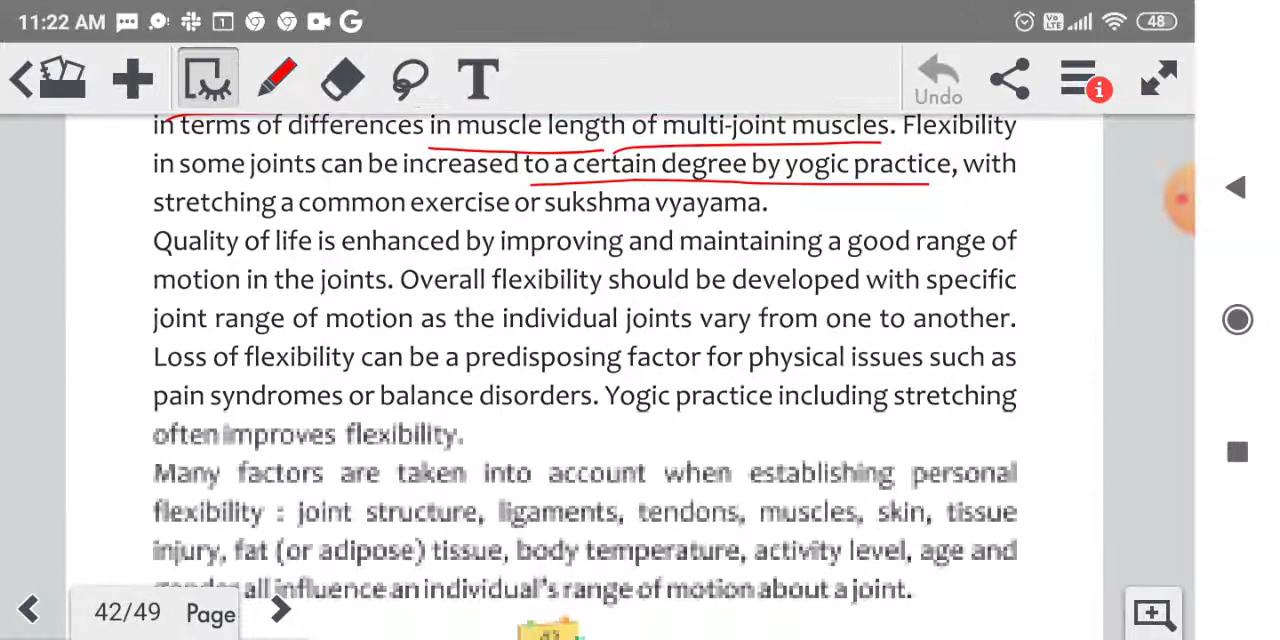 11:22 AM
1
Vo LTE
48
T
Undo
i
in terms of differences in muscle length of multi-joint muscles. Flexibility
in some joints can be increased to a certain degree by yogic practice, with
stretching a common exercise or sukshma vyayama.
Quality of life is enhanced by improving and maintaining a good range of
motion in the joints. Overall flexibility should be developed with specific
joint range of motion as the individual joints vary from one to another.
Loss of flexibility can be a predisposing factor for physical issues such as
pain syndromes or balance disorders. Yogic practice including stretching
often improves flexibility.
Many factors are taken into account when establishing personal
flexibility : joint structure, ligaments, tendons, muscles, skin, tissue
injury, fat (or adipose) tissue, body temperature, activity level, age and
gender all influence an individual's range of motion about a joint.
42/49 Page